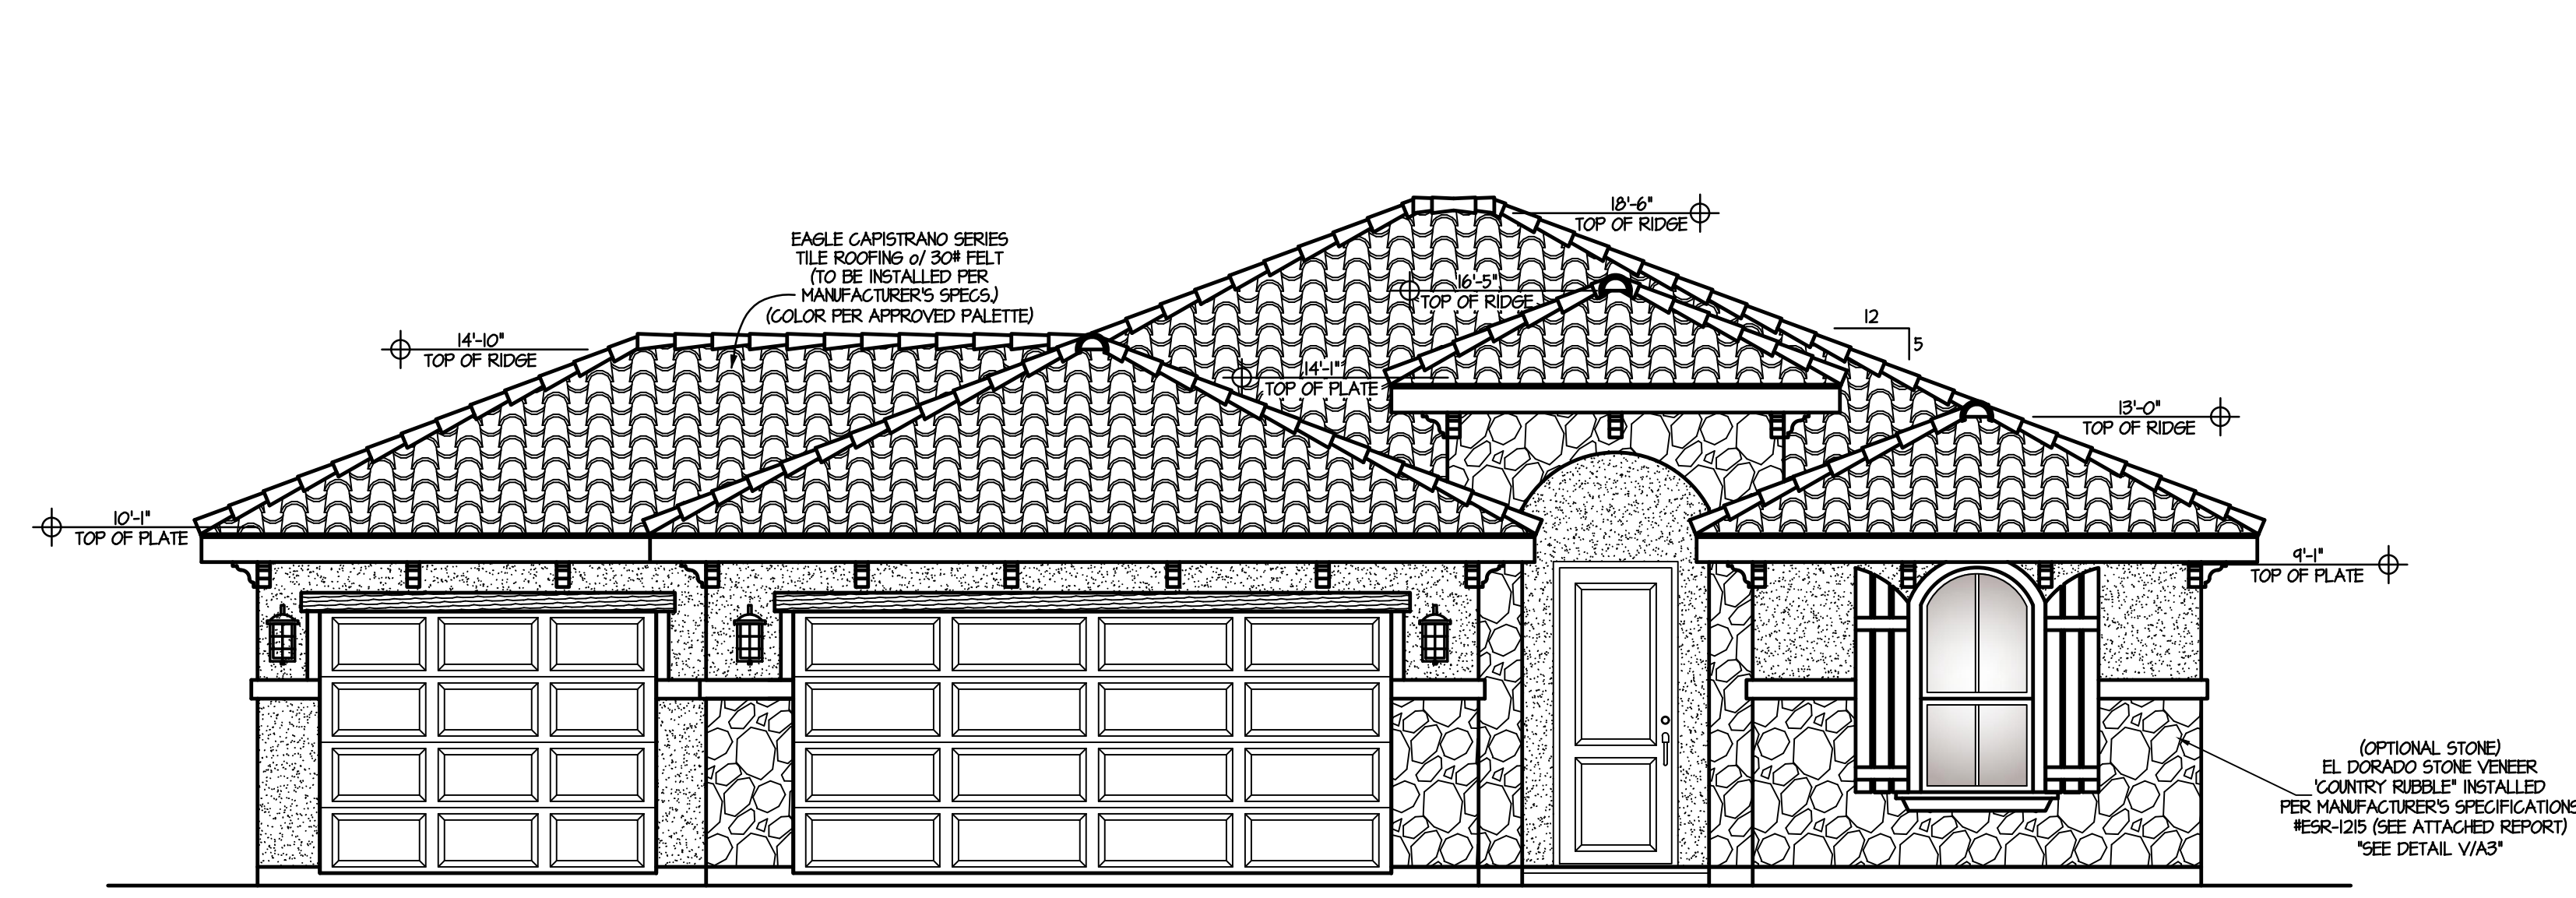 18'-6"
TOP OF RIDGE
EAGLE CAPISTRANO SERIES
TILE ROOFING o/ 30# FELT
(TO BE INSTALLED PER
MANUFACTURER'S SPECS.)
(COLOR PER APPROVED PALETTE)
16'-5"
TOP OF RIDGE
12
5
14'-10"
TOP OF RIDGE
14'-1"
TOP OF PLATE
13'-0"
TOP OF RIDGE
10'-1"
TOP OF PLATE
9'-1"
TOP OF PLATE
(OPTIONAL STONE)
EL DORADO STONE VENEER
'COUNTRY RUBBLE" INSTALLED
PER MANUFACTURER'S SPECIFICATIONS
#ESR-1215 (SEE ATTACHED REPORT)
"SEE DETAIL V/A3"